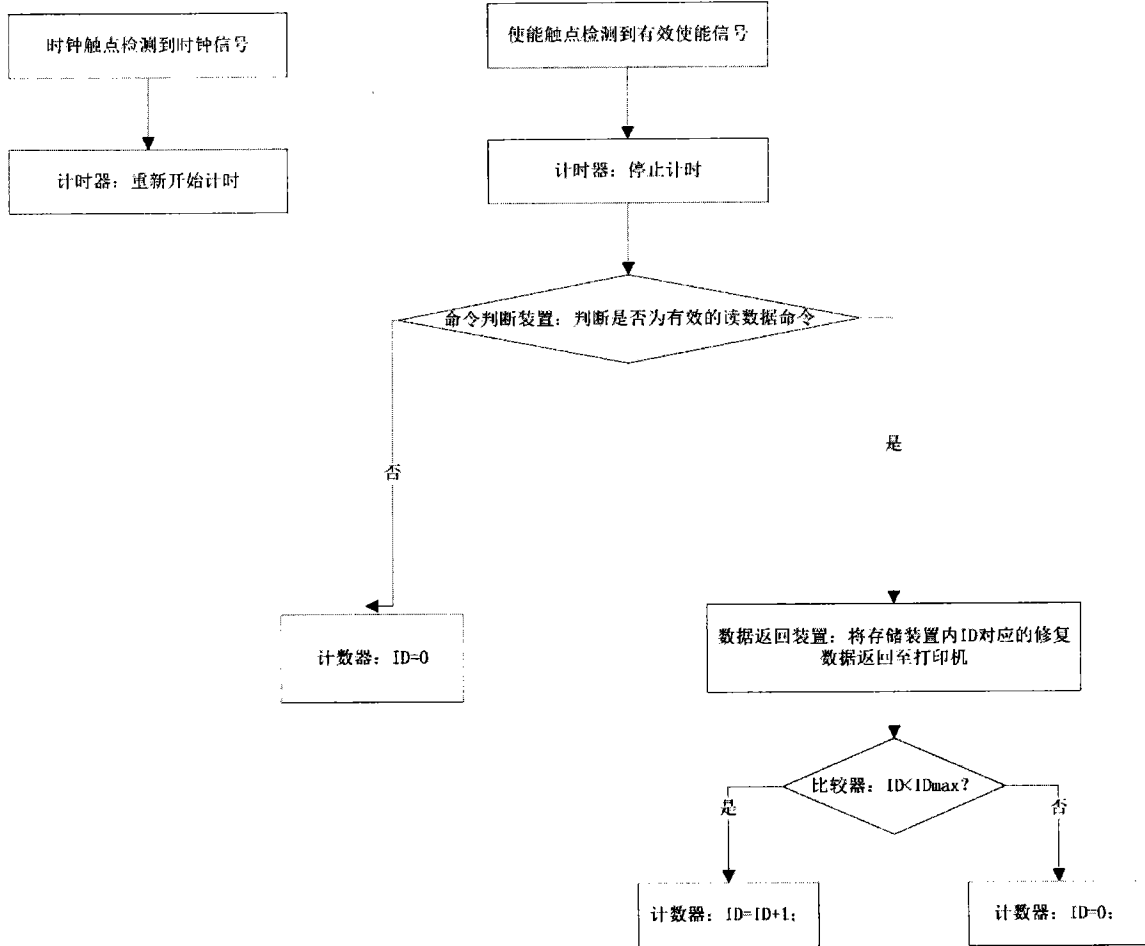 时钟触点检测到时钟信号
使能触点检测到有效使能信号
计时器：重新开始计时
计时器：停止计时
命令判断装置：判断是否为有效的读数据命令
是
否
计数器：ID=0
数据返回装置：将存储装置内ID对应的修复
数据返回至打印机
比较器：ID<IDmax?
是
否
计数器：ID=ID+1;
计数器：ID=0;